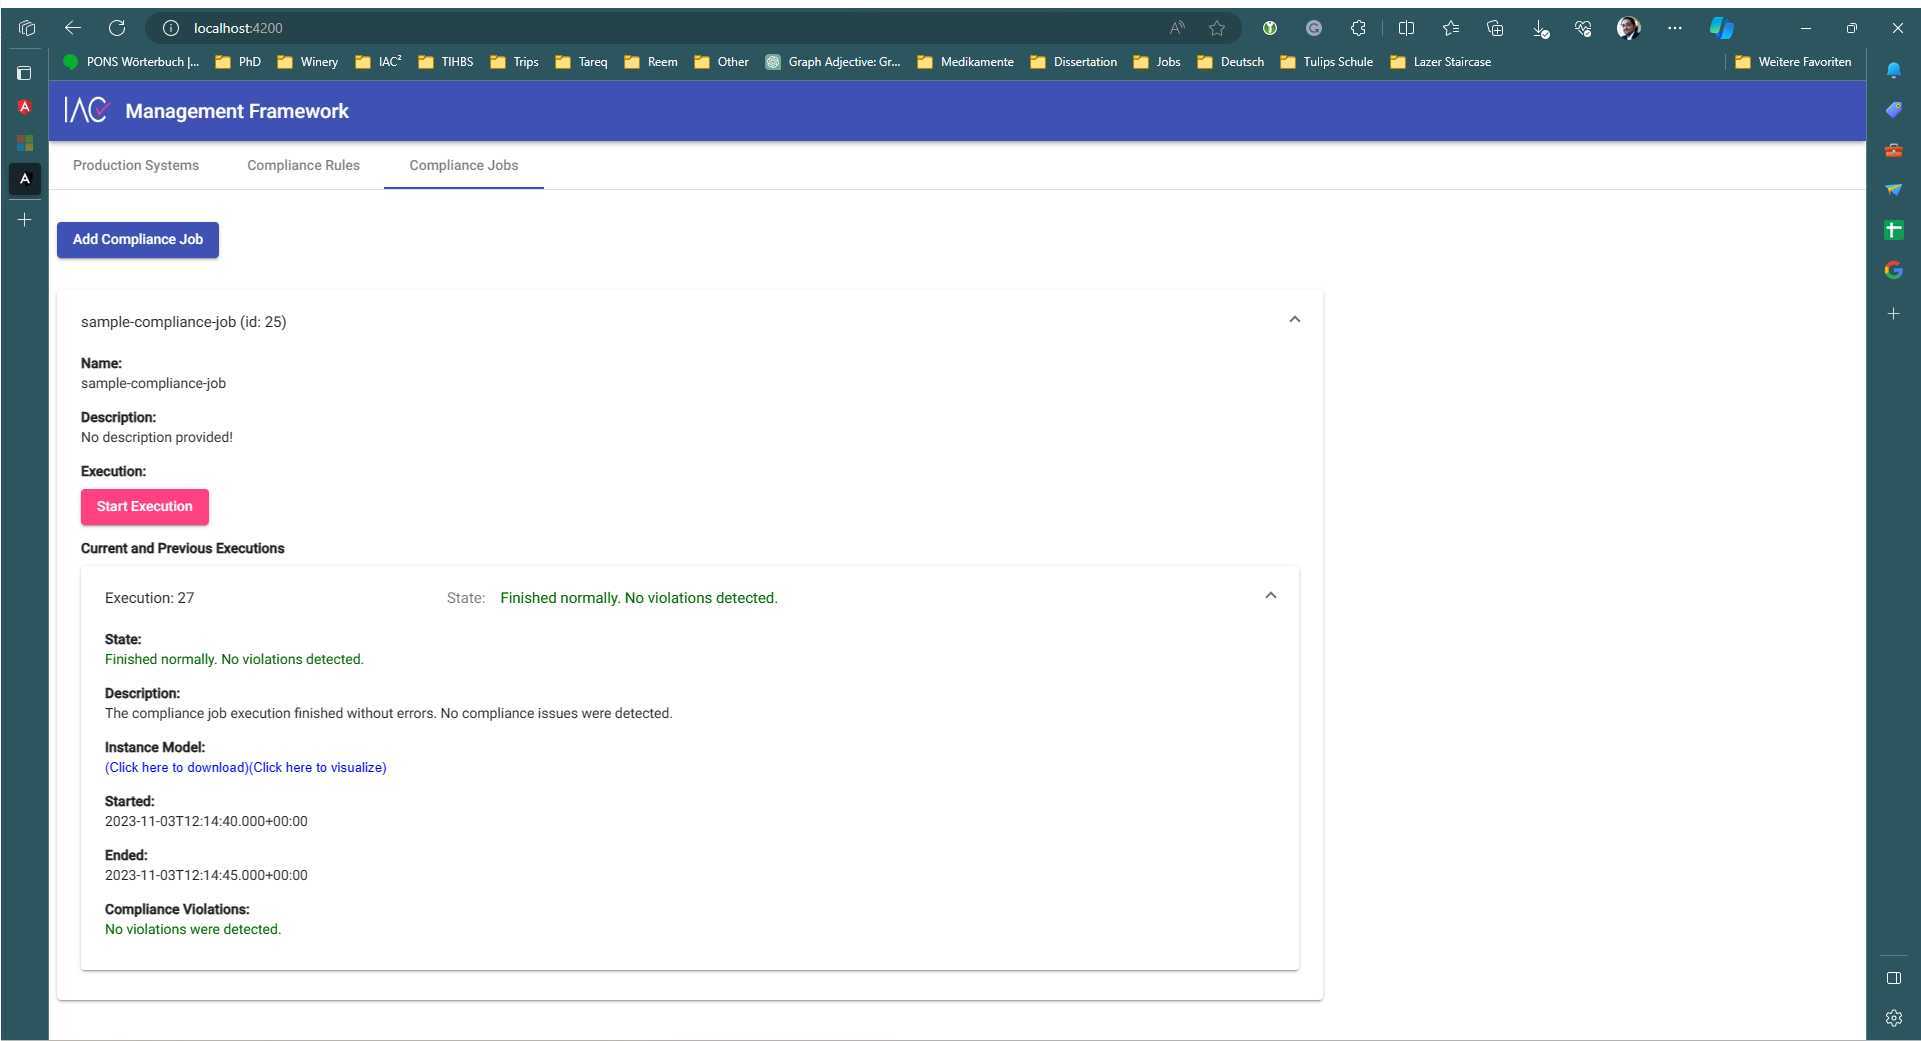 localhost:4200
PONS Wörterbuch |... PhD Winery IAC² TIHBS Trips Tareq Reem Other Graph Adjective: Gr... Medikamente Dissertation Jobs Deutsch Tulips Schule Lazer Staircase Weitere Favoriten
IAC Management Framework
Production Systems Compliance Rules Compliance Jobs
Add Compliance Job
sample-compliance-job (id: 25)
Name:
sample-compliance-job
Description:
No description provided!
Execution:
Start Execution
Current and Previous Executions
Execution: 27 State: Finished normally. No violations detected.
State:
Finished normally. No violations detected.
Description:
The compliance job execution finished without errors. No compliance issues were detected.
Instance Model:
(Click here to download)(Click here to visualize)
Started:
2023-11-03T12:14:40.000+00:00
Ended:
2023-11-03T12:14:45.000+00:00
Compliance Violations:
No violations were detected.